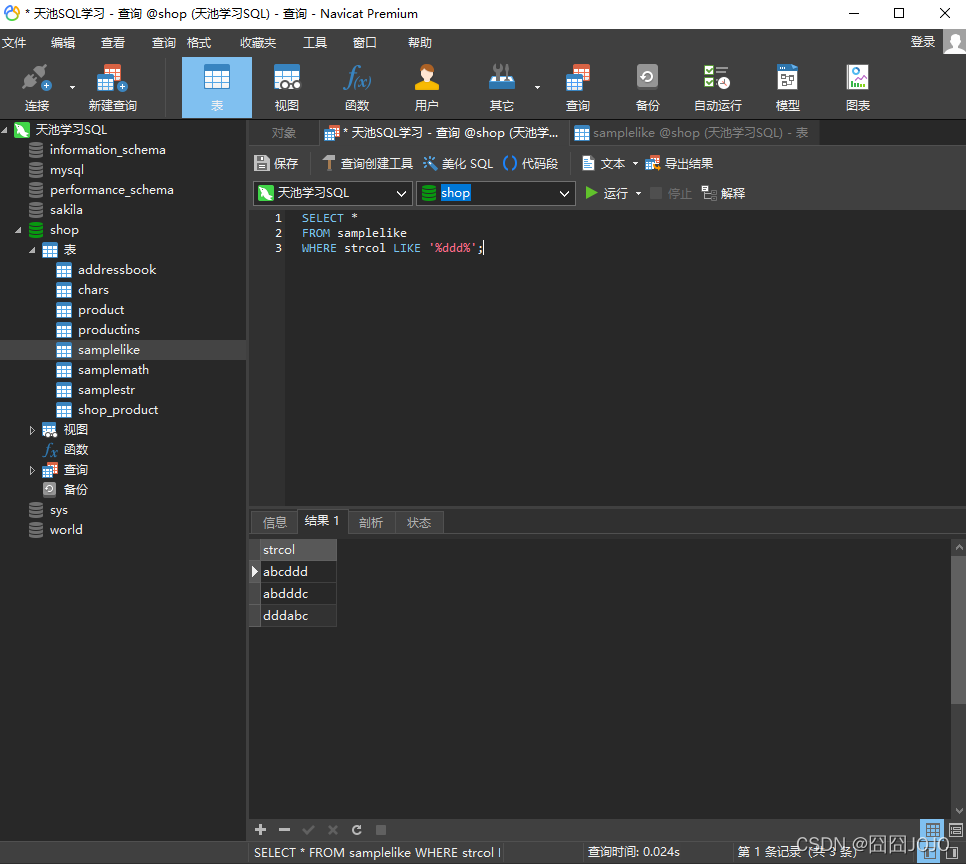 * 天池SQL学习 - 查询 @shop (天池学习SQL) - 查询 - Navicat Premium
文件 编辑 查看 查询 格式 收藏夹 工具 窗口 帮助 登录
连接 新建查询 表 视图 函数 用户 其它 查询 备份 自动运行 模型 图表
天池学习SQL
information_schema
mysql
performance_schema
sakila
shop
表
addressbook
chars
product
productins
samplelike
samplemath
samplestr
shop_product
视图
函数
查询
备份
sys
world
对象 * 天池SQL学习 - 查询 @shop (天池学... samplelike @shop (天池学习SQL) - 表
保存 查询创建工具 美化 SQL 代码段 文本 导出结果
天池学习SQL shop 运行 停止 解释
1 SELECT *
2 FROM samplelike
3 WHERE strcol LIKE '%ddd%';
信息 结果 1 剖析 状态
strcol
abcddd
abdddc
dddabc
SELECT * FROM samplelike WHERE strcol l 查询时间: 0.024s 第 1 条记录 (共 3 条)
CSDN @囧囧JOJO